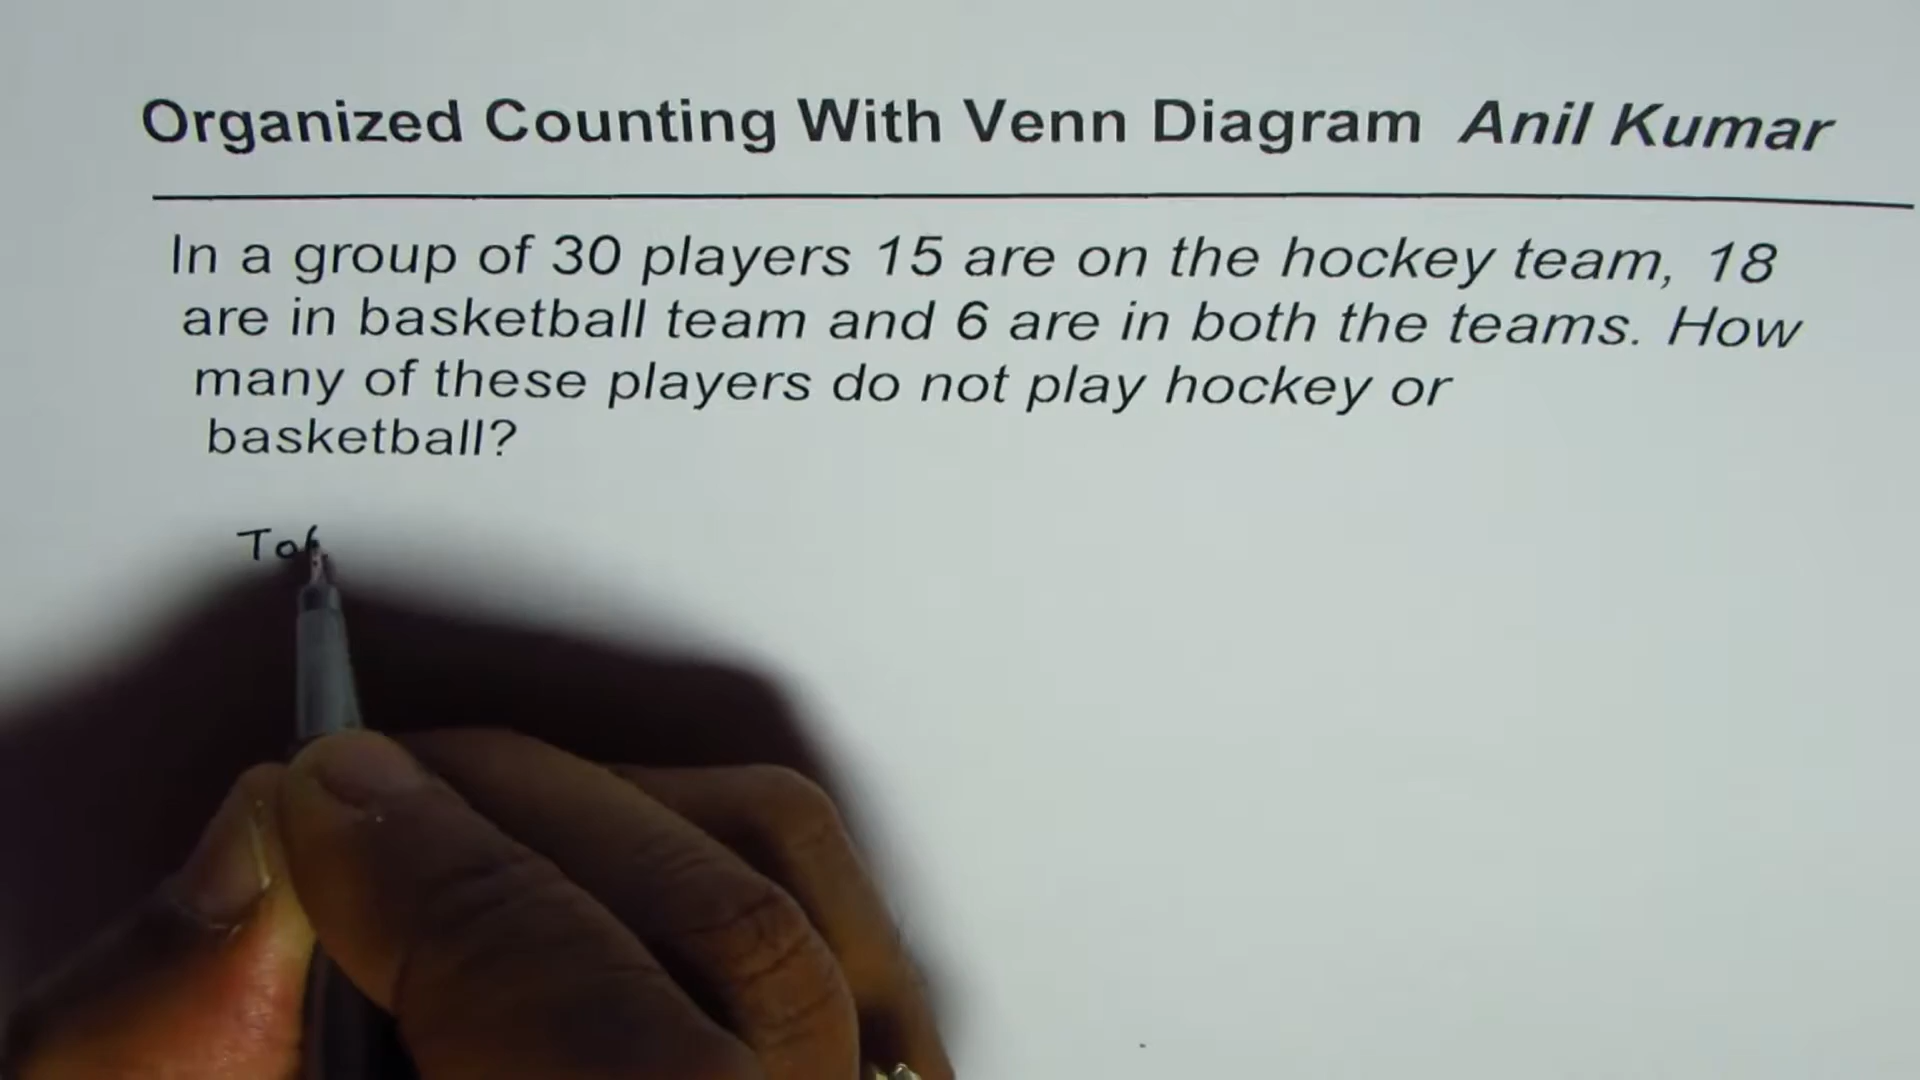 Organized Counting With Venn Diagram Anil Kumar
In a group of 30 players 15 are on the hockey team, 18
are in basketball team and 6 are in both the teams. How
many of these players do not play hockey or
basketball?
Tot